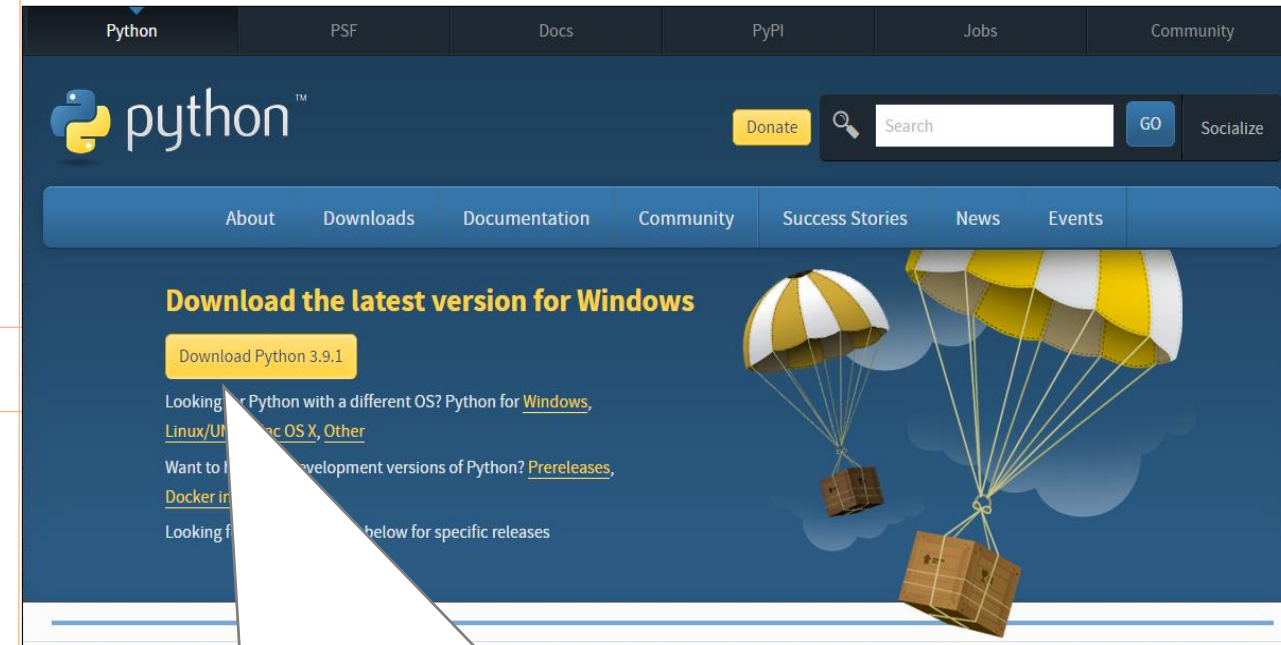 Python PSF Docs PyPI Jobs Community
python™
Donate Search GO Socialize
About Downloads Documentation Community Success Stories News Events
Download the latest version for Windows
Download Python 3.9.1
Looking r Python with a different OS? Python for Windows,
Linux/UN ac OS X, Other
Want to h velopment versions of Python? Prereleases,
Docker in
Looking f below for specific releases